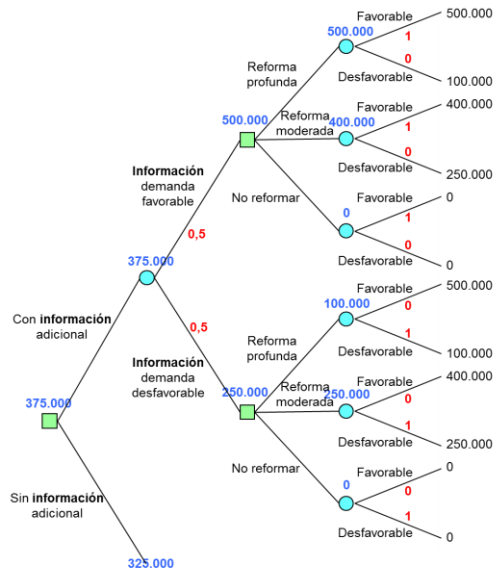 Favorable
500.000
500.000
1
0
Reforma
profunda
Desfavorable
100.000
Favorable
400.000
500.000
Reforma
moderada
400.000
1
0
Desfavorable
250.000
Información
demanda
favorable
No reformar
Favorable
0
0
1
0
Desfavorable
0
0,5
375.000
Favorable
500.000
100.000
0
1
Con información
adicional
0,5
Reforma
profunda
Desfavorable
100.000
Información
demanda
desfavorable
Favorable
400.000
375.000
250.000
Reforma
moderada
250.000
0
1
Desfavorable
250.000
No reformar
Favorable
0
0
0
1
Desfavorable
0
Sin información
adicional
325.000